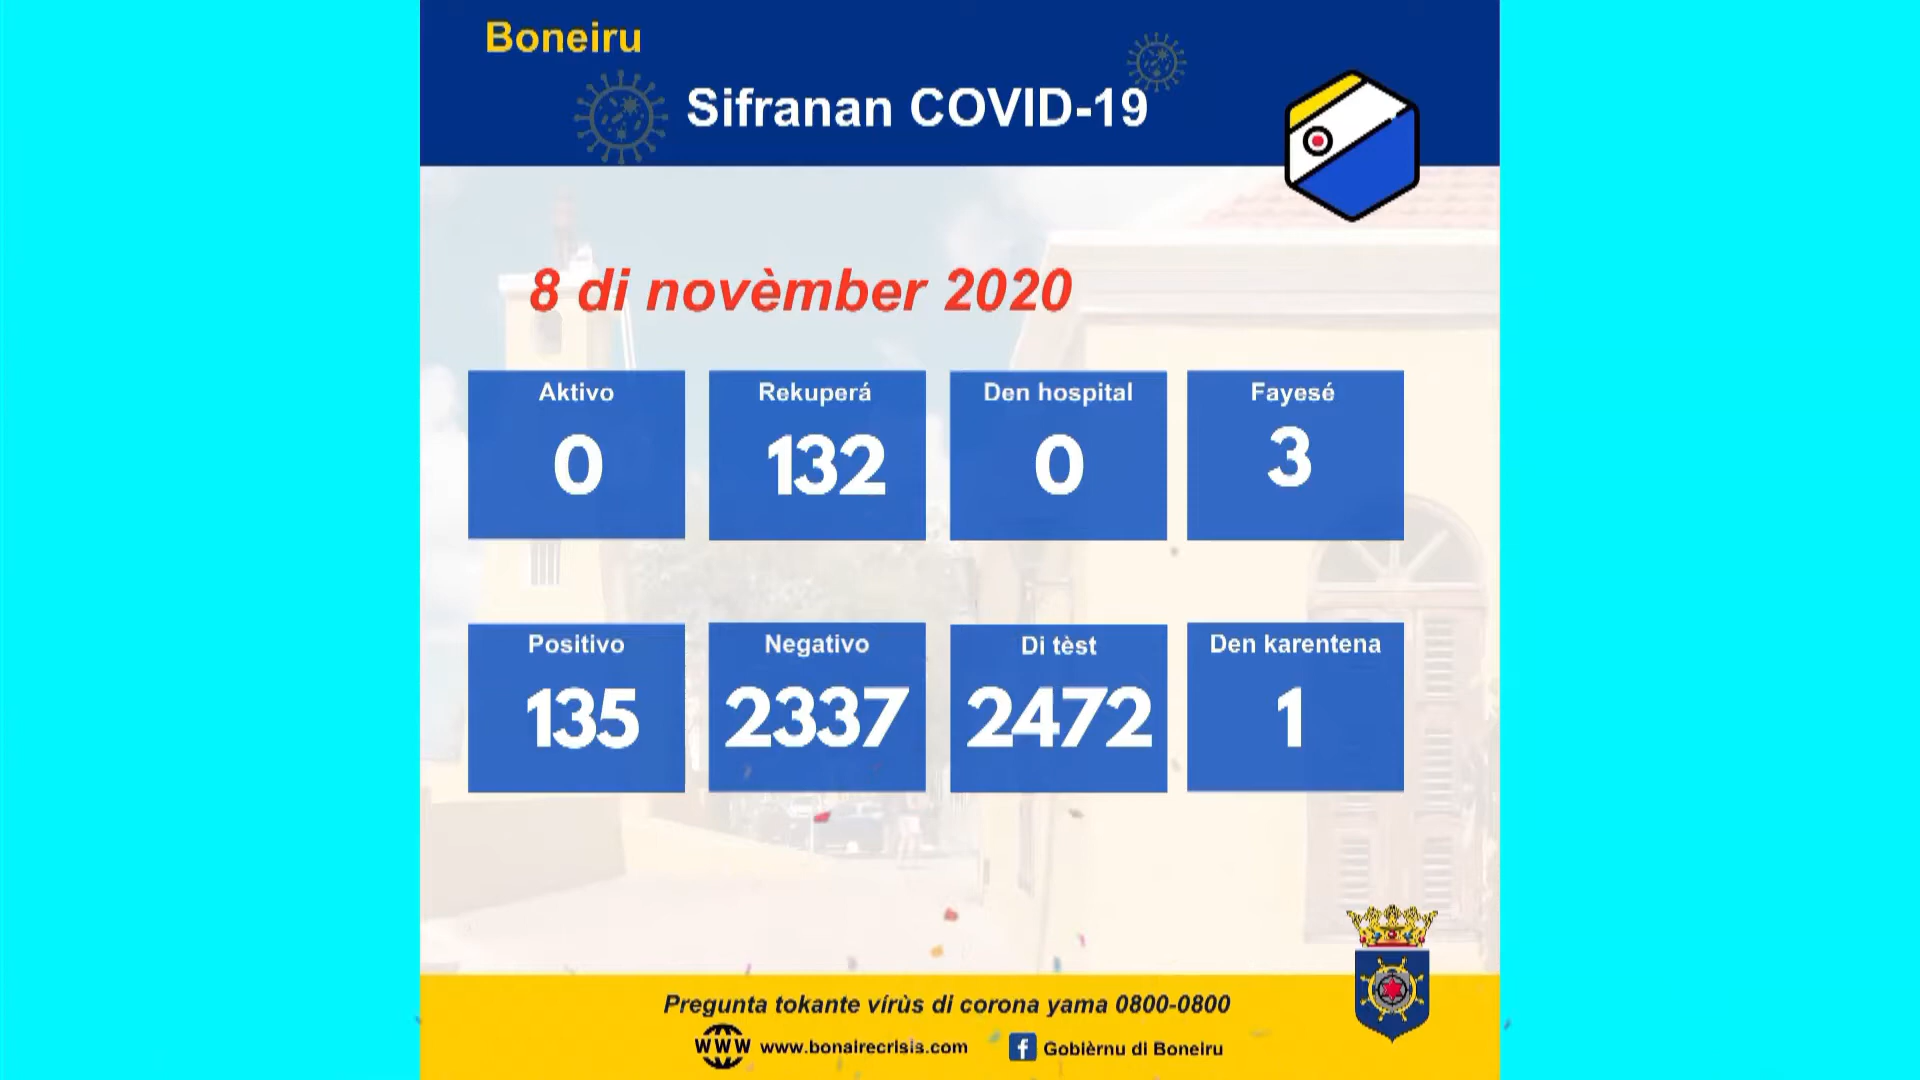 Boneiru
Sifranan COVID-19
8 di novèmber 2020
Aktivo
0
Rekuperá
132
Den hospital
0
Fayesé
3
Positivo
135
Negativo
2337
Di tèst
2472
Den karentena
1
Pregunta tokante vírùs di corona yama 0800-0800
WWW www.bonairecrisis.com
f Gobièrnu di Boneiru